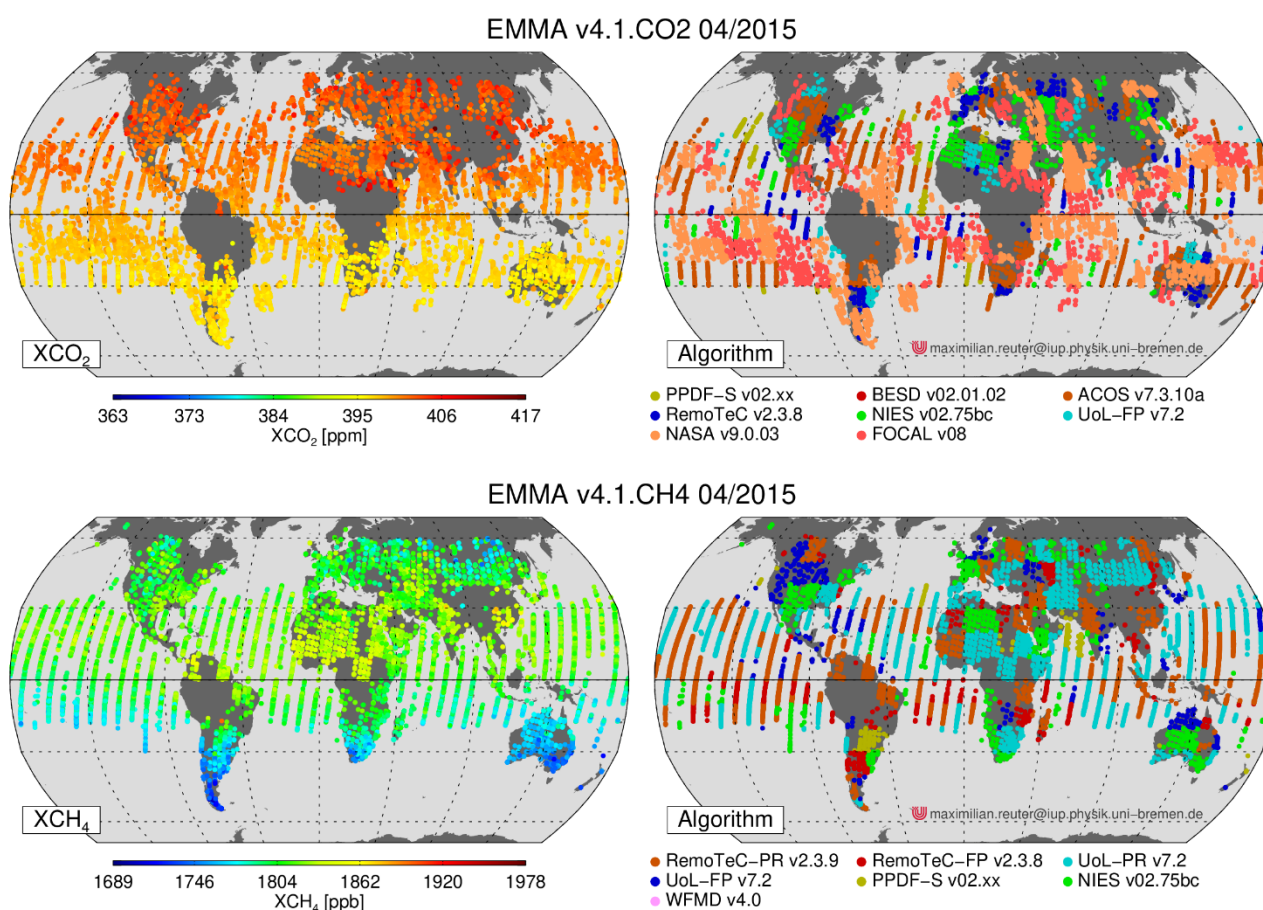 EMMA v4.1.CO2 04/2015
XCO₂
Algorithm
maximilian.reuter@iup.physik.uni−bremen.de
363 374 384 395 406 417
XCO₂ [ppm]
PPDF−S v02.xx BESD v02.01.02 ACOS v7.3.10a
RemoTeC v2.3.8 NIES v02.75bc UoL−FP v7.2
NASA v9.0.03 FOCAL v08
EMMA v4.1.CH4 04/2015
XCH₄
Algorithm
maximilian.reuter@iup.physik.uni−bremen.de
1689 1746 1804 1862 1920 1978
XCH₄ [ppb]
RemoTeC−PR v2.3.9 RemoTeC−FP v2.3.8 UoL−PR v7.2
UoL−FP v7.2 PPDF−S v02.xx NIES v02.75bc
WFMD v4.0